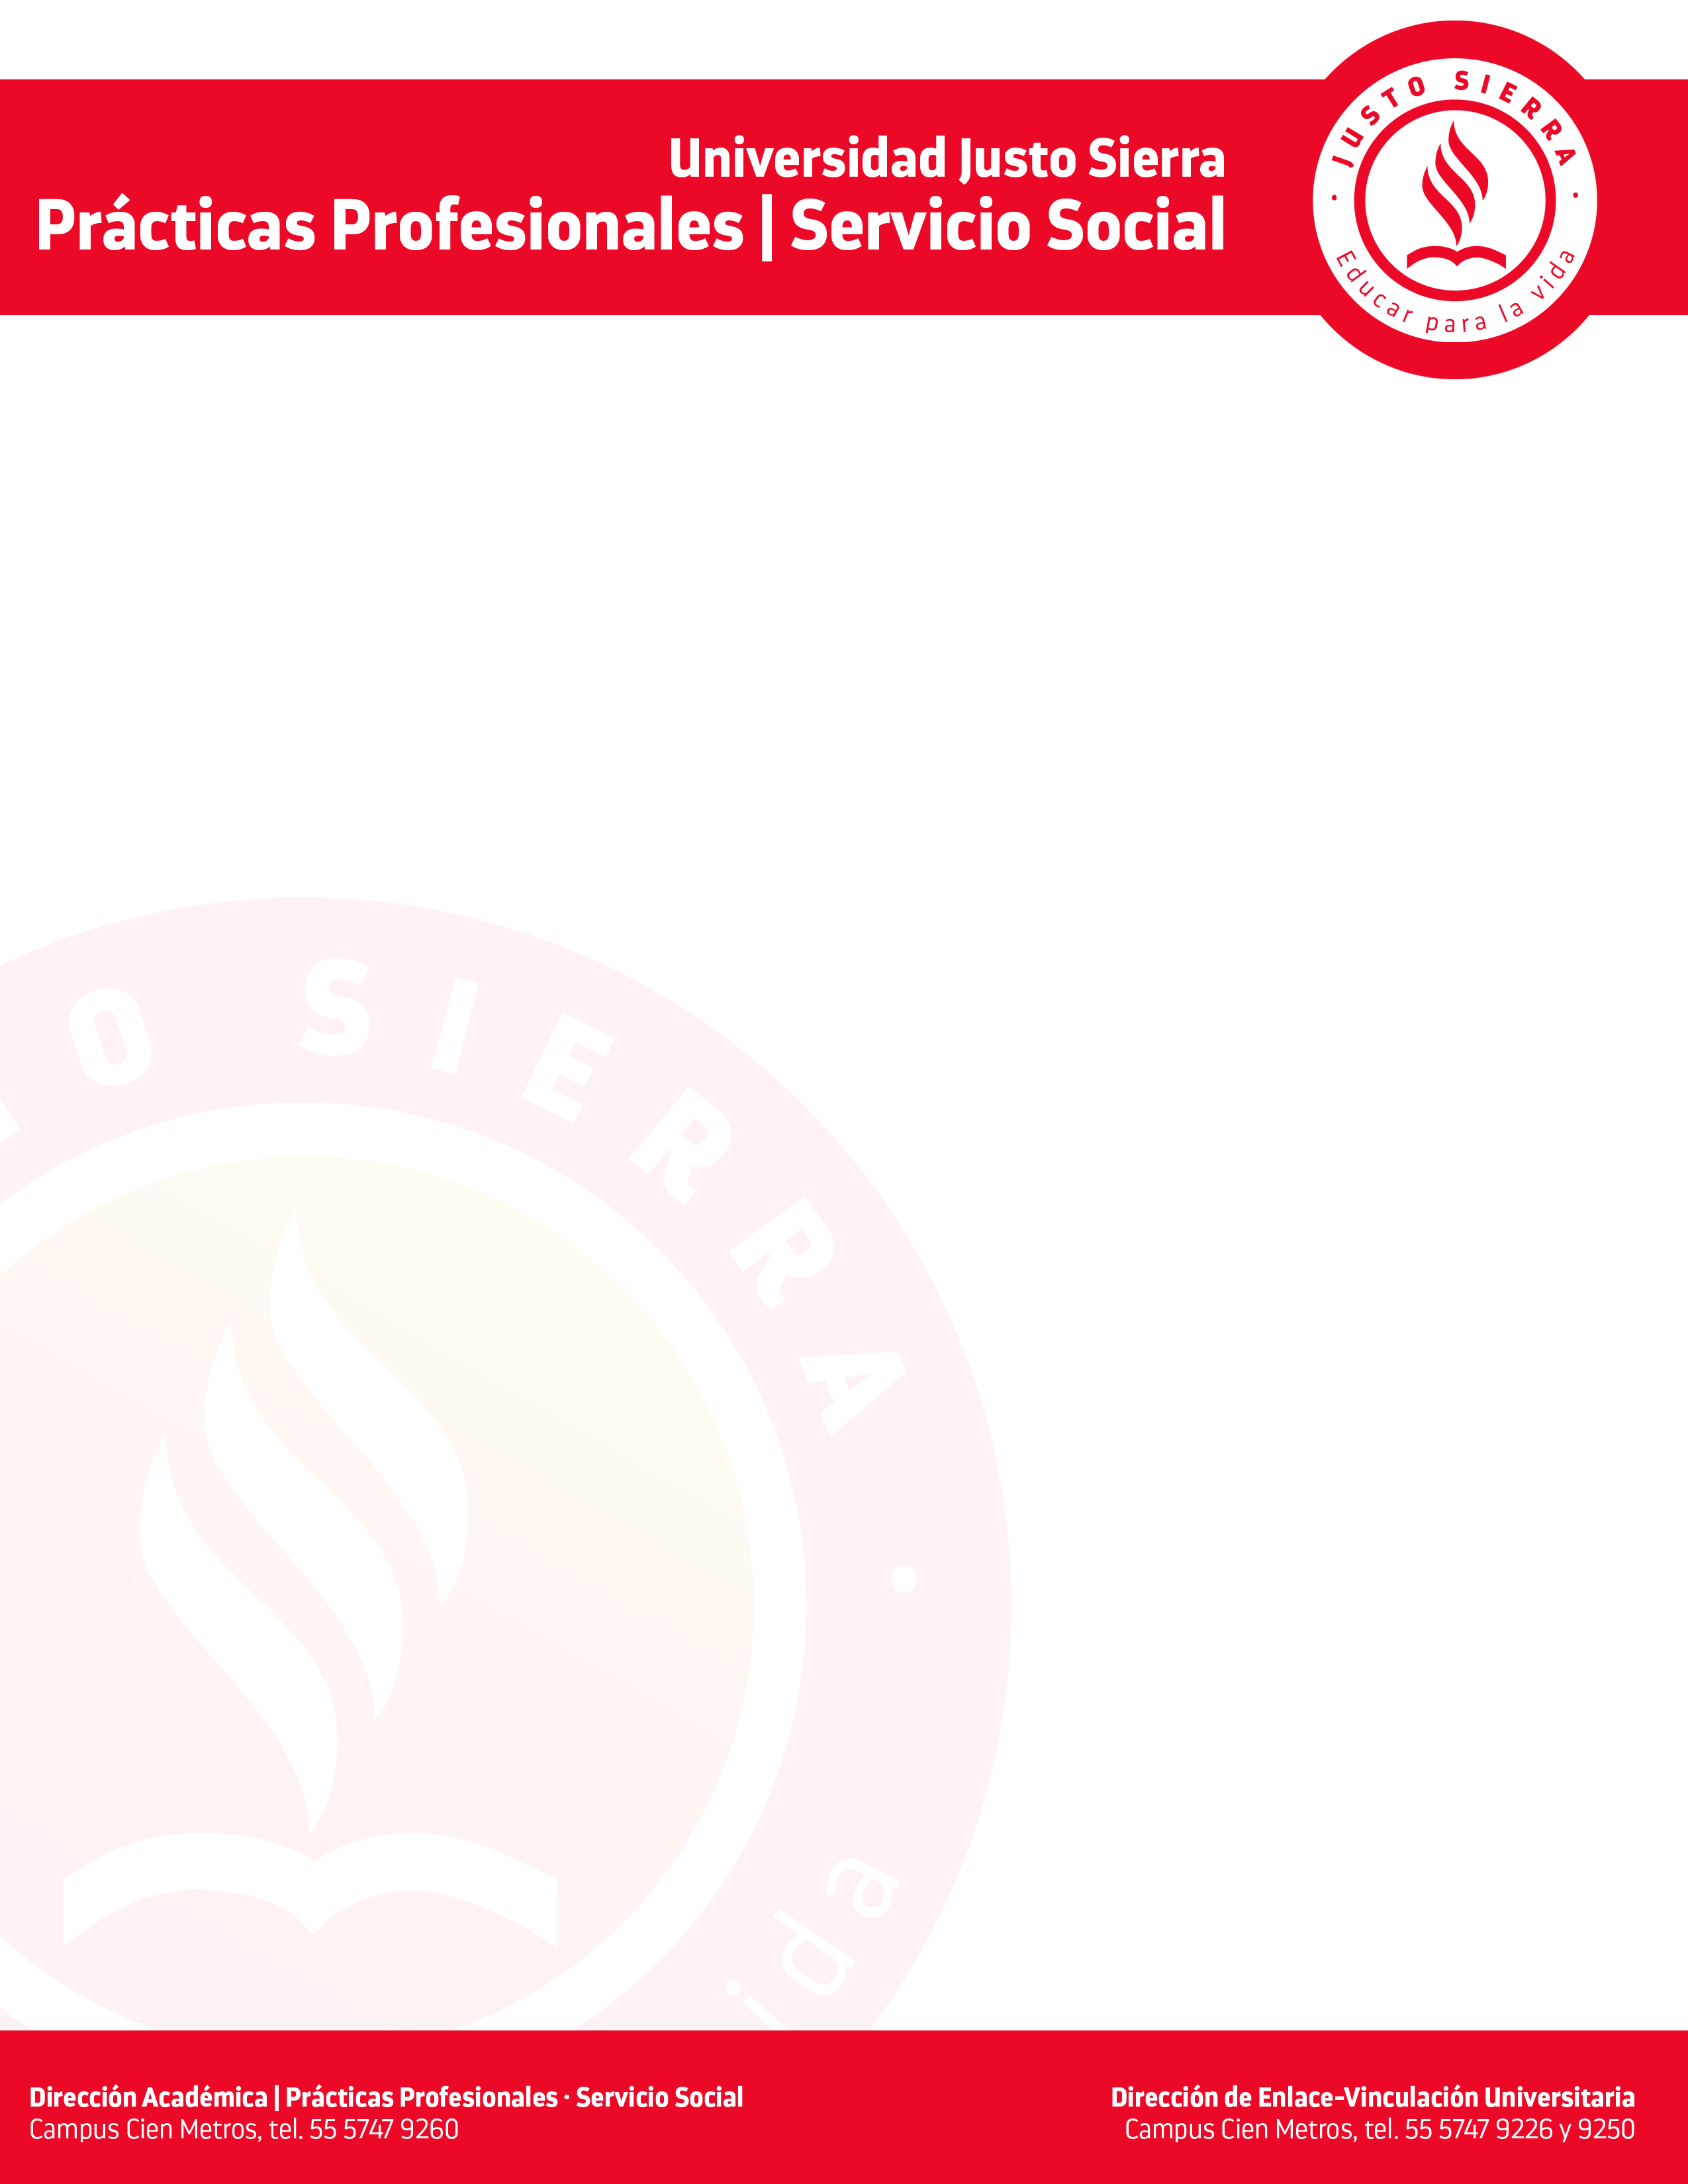 Universidad Justo Sierra
Prácticas Profesionales | Servicio Social
· JUSTO SIERRA ·
Educar para la vida
O SIERRA ·
ida
Dirección Académica | Prácticas Profesionales · Servicio Social
Campus Cien Metros, tel. 55 5747 9260
Dirección de Enlace-Vinculación Universitaria
Campus Cien Metros, tel. 55 5747 9226 y 9250